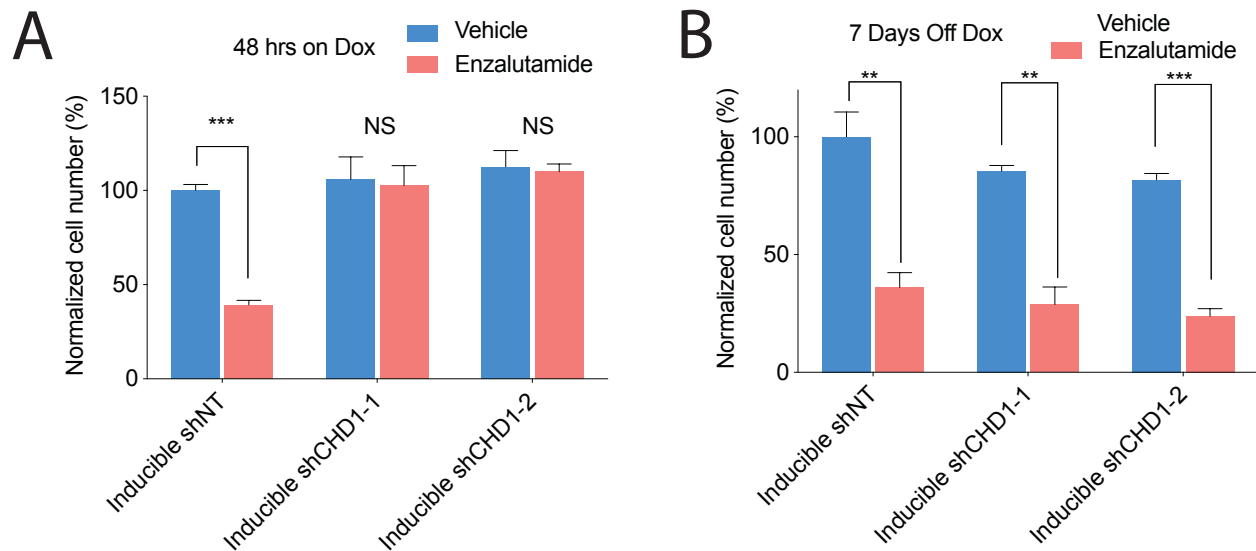 A
48 hrs on Dox
Vehicle
Enzalutamide
Normalized cell number (%)
150
100
50
0
***
NS
NS
Inducible shNT
Inducible shCHD1-1
Inducible shCHD1-2
B
7 Days Off Dox
Vehicle
Enzalutamide
Normalized cell number (%)
100
50
0
**
**
***
Inducible shNT
Inducible shCHD1-1
Inducible shCHD1-2